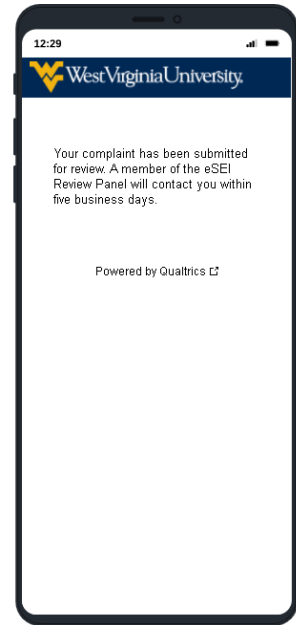 12:29
West Virginia University.
Your complaint has been submitted
for review. A member of the eSEI
Review Panel will contact you within
five business days.
Powered by Qualtrics